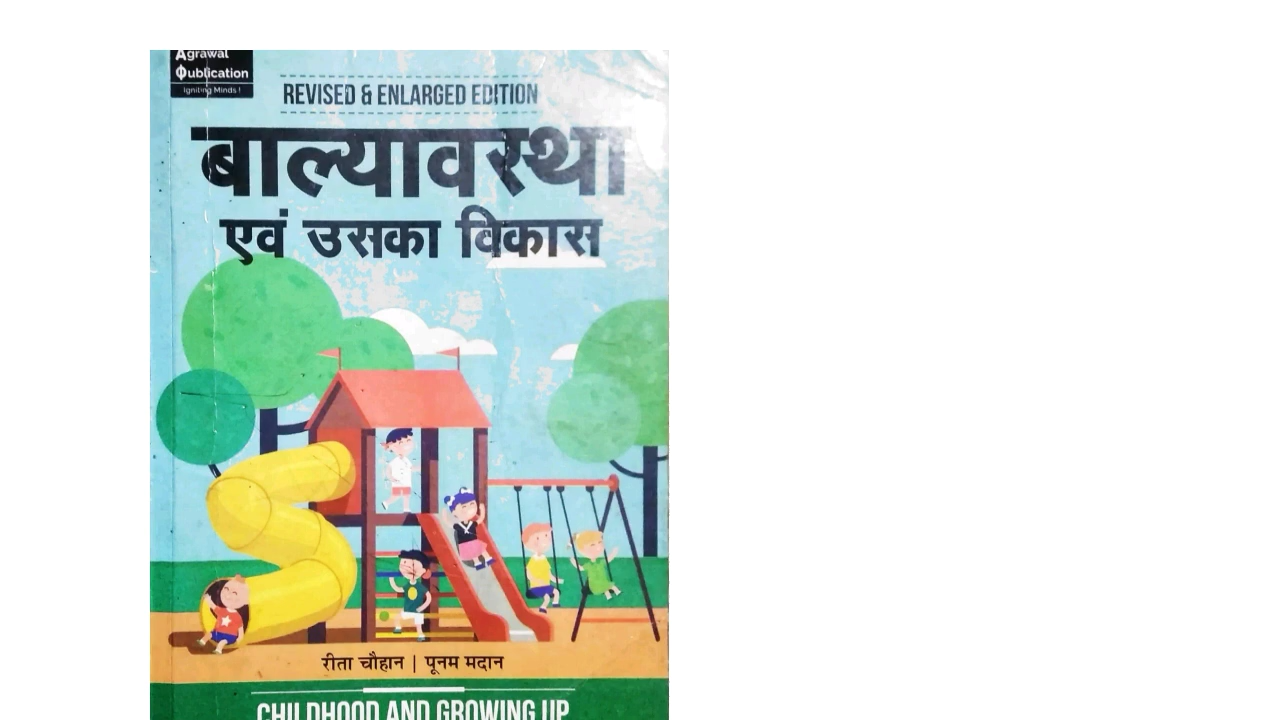 Agrawal
Publication
Igniting Minds !
REVISED & ENLARGED EDITION
बाल्यावस्था
एवं उसका विकास
रीता चौहान | पूनम मदान
CHILDHOOD AND GROWING UP